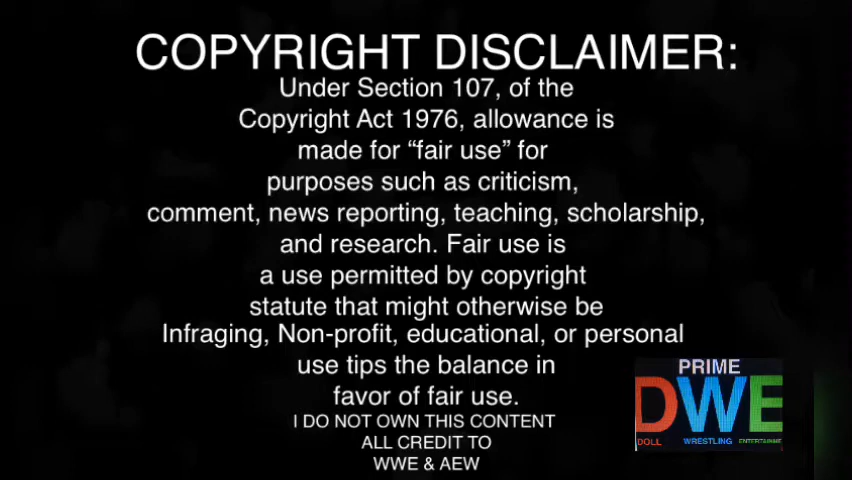 COPYRIGHT DISCLAIMER:
Under Section 107, of the
Copyright Act 1976, allowance is
made for “fair use” for
purposes such as criticism,
comment, news reporting, teaching, scholarship,
and research. Fair use is
a use permitted by copyright
statute that might otherwise be
Infraging, Non-profit, educational, or personal
use tips the balance in
favor of fair use.
I DO NOT OWN THIS CONTENT
ALL CREDIT TO
WWE & AEW
PRIME
DWE
DOLL WRESTLING